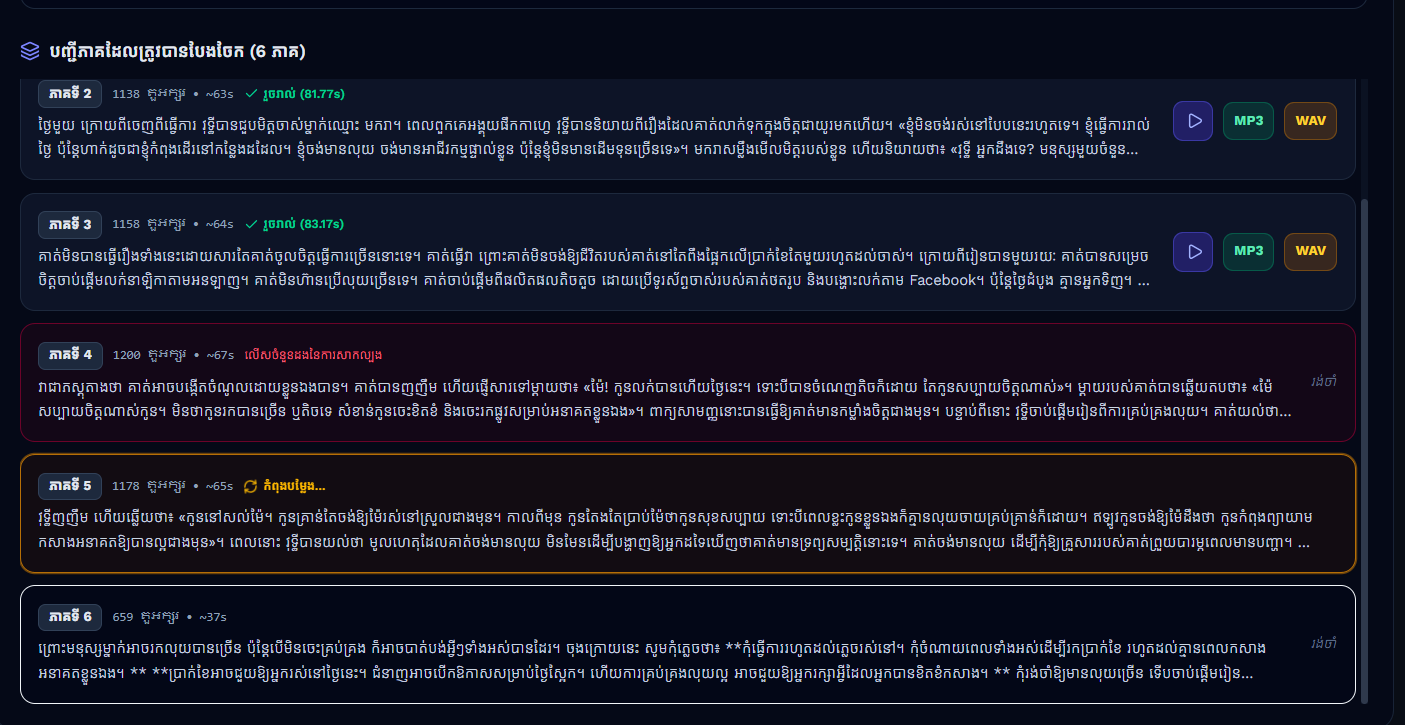 បញ្ជីភាគដែលត្រូវបានបែងចែក (6 ភាគ)
ភាគទី 2 1138 តួអក្សរ • ~63s ✓ រួចរាល់ (81.77s)
ថ្ងៃមួយ ក្រោយពីចេញពីធ្វើការ វុទ្ធីបានជួបមិត្តចាស់ម្នាក់ឈ្មោះ មករា។ ពេលពួកគេអង្គុយផឹកកាហ្វេ វុទ្ធីបាននិយាយពីរឿងដែលគាត់លាក់ទុកក្នុងចិត្តជាយូរមកហើយ។ «ខ្ញុំមិនចង់រស់នៅបែបនេះរហូតទេ។ ខ្ញុំធ្វើការរាល់
ថ្ងៃ ប៉ុន្តែហាក់ដូចជាខ្ញុំកំពុងដើរនៅកន្លែងដដែល។ ខ្ញុំចង់មានលុយ ចង់មានអាជីវកម្មផ្ទាល់ខ្លួន ប៉ុន្តែខ្ញុំមិនមានដើមទុនច្រើនទេ»។ មករាសម្លឹងមើលមិត្តរបស់ខ្លួន ហើយនិយាយថា៖ «វុទ្ធី អ្នកដឹងទេ? មនុស្សមួយចំនួន...
MP3 WAV
ភាគទី 3 1158 តួអក្សរ • ~64s ✓ រួចរាល់ (83.17s)
គាត់មិនបានធ្វើរឿងទាំងនេះដោយសារតែគាត់ចូលចិត្តធ្វើការច្រើននោះទេ។ គាត់ធ្វើវា ព្រោះគាត់មិនចង់ឱ្យជីវិតរបស់គាត់នៅតែពឹងផ្អែកលើប្រាក់ខែតែមួយរហូតដល់ចាស់។ ក្រោយពីរៀនបានមួយរយៈ គាត់បានសម្រេច
ចិត្តចាប់ផ្តើមលក់នាឡិកាតាមអនឡាញ។ គាត់មិនហ៊ានប្រើលុយច្រើនទេ។ គាត់ចាប់ផ្តើមពីផលិតផលតិចតួច ដោយប្រើទូរស័ព្ទចាស់របស់គាត់ថតរូប និងបង្ហោះលក់តាម Facebook។ ប៉ុន្តែថ្ងៃដំបូង គ្មានអ្នកទិញ។ ...
MP3 WAV
ភាគទី 4 1200 តួអក្សរ • ~67s លើសចំនួនដងនៃការសាកល្បង
វាជាភស្តុតាងថា គាត់អាចបង្កើតចំណូលដោយខ្លួនឯងបាន។ គាត់បានញញឹម ហើយផ្ញើសារទៅម្តាយថា៖ «ម៉ែ! កូនលក់បានហើយថ្ងៃនេះ។ ទោះបីបានចំណេញតិចក៏ដោយ តែកូនសប្បាយចិត្តណាស់»។ ម្តាយរបស់គាត់បានឆ្លើយតបថា៖ «ម៉ែ
សប្បាយចិត្តណាស់កូន។ មិនថាកូនរកបានច្រើន ឬតិចទេ សំខាន់កូនចេះខិតខំ និងចេះរកផ្លូវសម្រាប់អនាគតខ្លួនឯង»។ ពាក្យសាមញ្ញនោះបានធ្វើឱ្យគាត់មានកម្លាំងចិត្តជាងមុន។ បន្ទាប់ពីនោះ វុទ្ធីចាប់ផ្តើមរៀនពីការគ្រប់គ្រងលុយ។ គាត់យល់ថា...
រង់ចាំ
ភាគទី 5 1178 តួអក្សរ • ~65s កំពុងបម្លែង...
វុទ្ធីញញឹម ហើយឆ្លើយថា៖ «កូននៅសល់ម៉ែ។ កូនគ្រាន់តែចង់ឱ្យម៉ែរស់នៅស្រួលជាងមុន។ កាលពីមុន កូនតែងតែប្រាប់ម៉ែថាកូនសុខសប្បាយ ទោះបីពេលខ្លះកូនខ្លួនឯងក៏គ្មានលុយចាយគ្រប់គ្រាន់ក៏ដោយ។ ឥឡូវកូនចង់ឱ្យម៉ែដឹងថា កូនកំពុងព្យាយាម
កសាងអនាគតឱ្យបានល្អជាងមុន»។ ពេលនោះ វុទ្ធីបានយល់ថា មូលហេតុដែលគាត់ចង់មានលុយ មិនមែនដើម្បីបង្ហាញឱ្យអ្នកដទៃឃើញថាគាត់មានទ្រព្យសម្បត្តិនោះទេ។ គាត់ចង់មានលុយ ដើម្បីកុំឱ្យគ្រួសាររបស់គាត់ព្រួយបារម្ភពេលមានបញ្ហា។ ...
ភាគទី 6 659 តួអក្សរ • ~37s
ព្រោះមនុស្សម្នាក់អាចរកលុយបានច្រើន ប៉ុន្តែបើមិនចេះគ្រប់គ្រង ក៏អាចបាត់បង់អ្វីៗទាំងអស់បានដែរ។ ចុងក្រោយនេះ សូមកុំភ្លេចថា៖ **កុំធ្វើការរហូតដល់ភ្លេចរស់នៅ។ កុំចំណាយពេលទាំងអស់ដើម្បីរកប្រាក់ខែ រហូតដល់គ្មានពេលកសាង
អនាគតខ្លួនឯង។ ** **ប្រាក់ខែអាចជួយឱ្យអ្នករស់នៅថ្ងៃនេះ។ ជំនាញអាចបើកឱកាសសម្រាប់ថ្ងៃស្អែក។ ហើយការគ្រប់គ្រងលុយល្អ អាចជួយឱ្យអ្នករក្សាអ្វីដែលអ្នកបានខិតខំកសាង។ ** កុំរង់ចាំឱ្យមានលុយច្រើន ទើបចាប់ផ្តើមរៀន...
រង់ចាំ